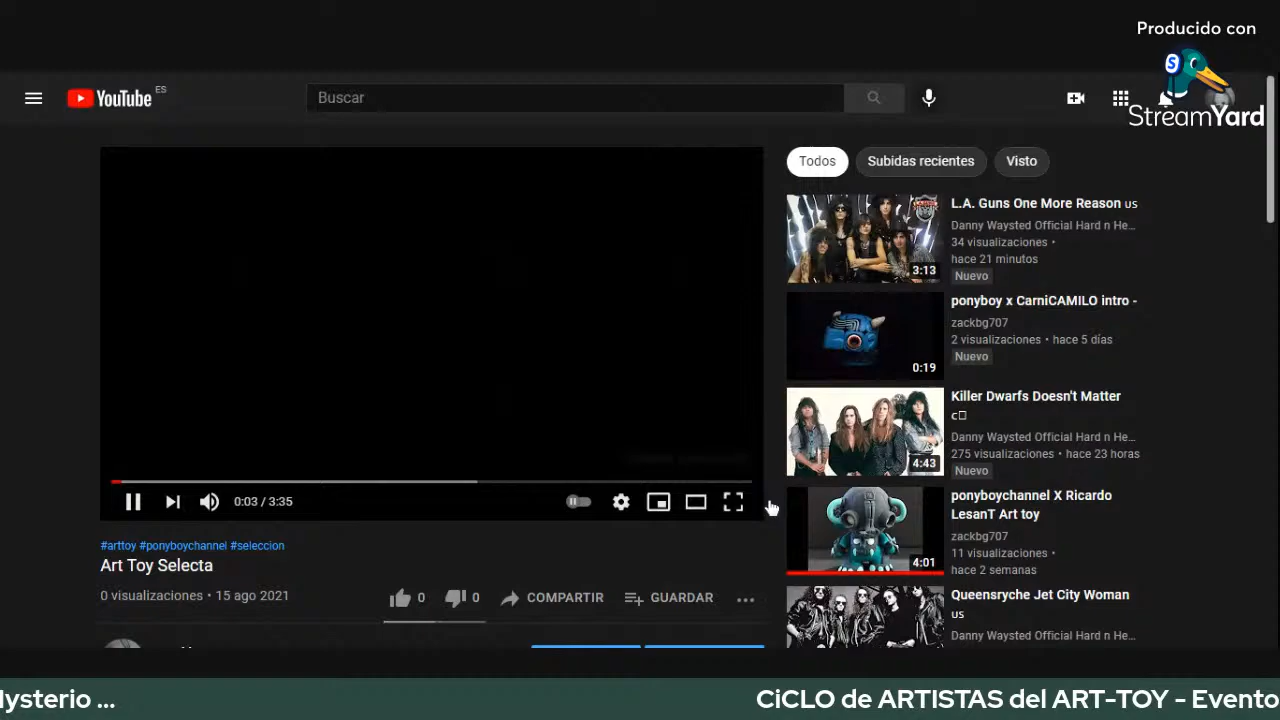 Producido con
StreamYard
YouTube ES
Buscar
Todos
Subidas recientes
Visto
L.A. Guns One More Reason us
Danny Waysted Official Hard n He...
34 visualizaciones •
hace 21 minutos
Nuevo
3:13
ponyboy x CarniCAMILO intro -
zackbg707
2 visualizaciones • hace 5 días
Nuevo
0:19
Killer Dwarfs Doesn't Matter
c
Danny Waysted Official Hard n He...
275 visualizaciones • hace 23 horas
Nuevo
4:43
ponyboychannel X Ricardo
LesanT Art toy
zackbg707
11 visualizaciones •
hace 2 semanas
4:01
Queensryche Jet City Woman
us
Danny Waysted Official Hard n He...
0:03 / 3:35
#arttoy #ponyboychannel #seleccion
Art Toy Selecta
0 visualizaciones • 15 ago 2021
0
0
COMPARTIR
GUARDAR
...
lysterio ...
CiCLO de ARTISTAS del ART-TOY - Evento